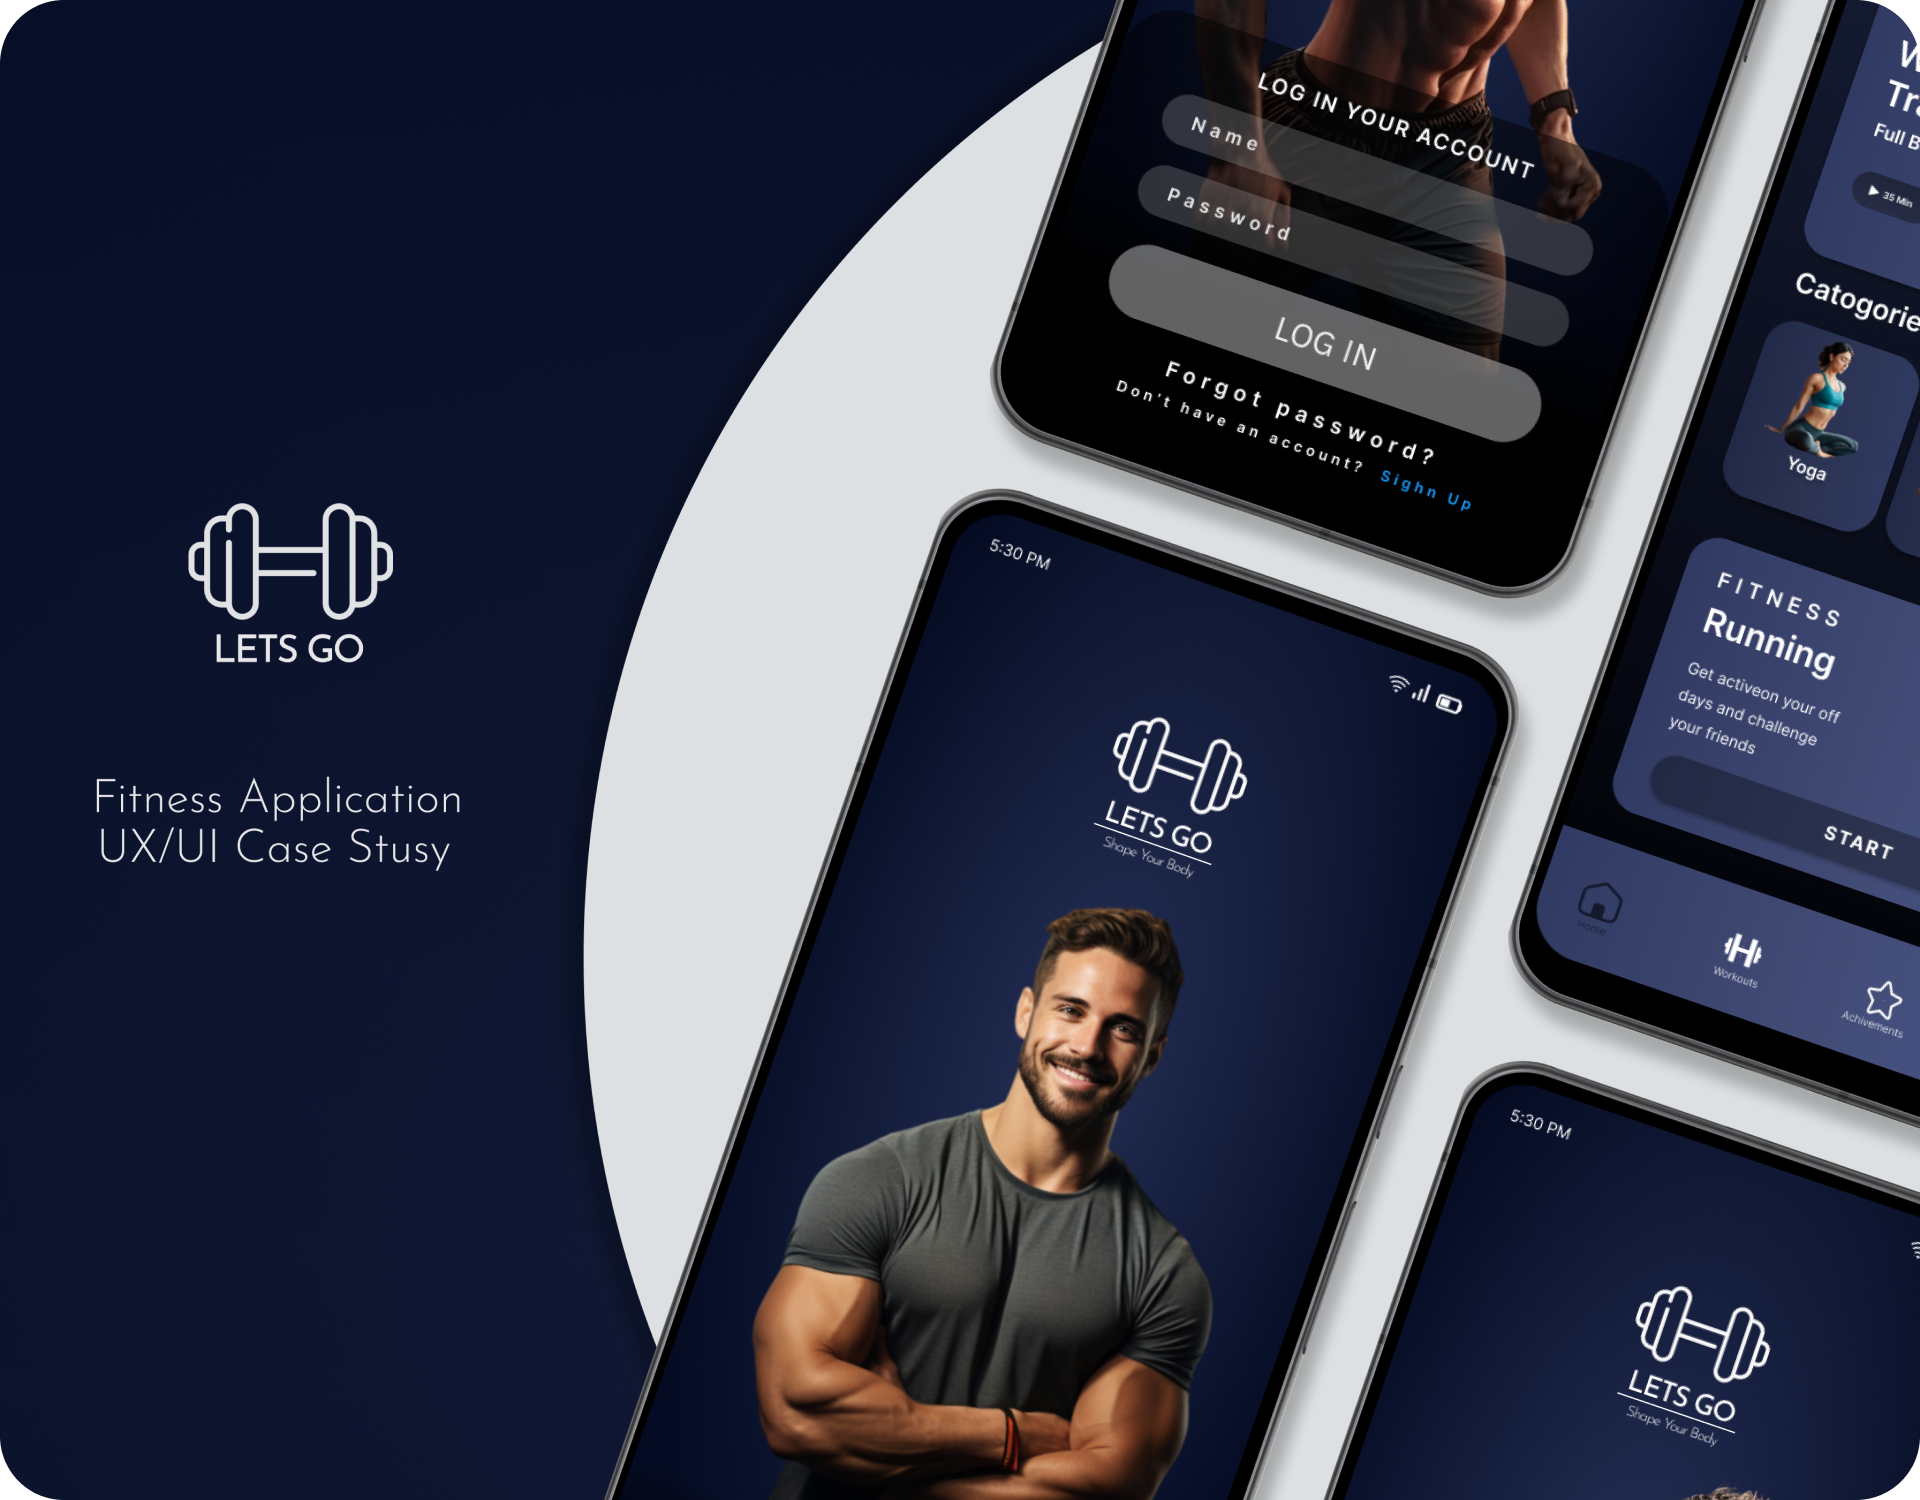 LETS GO
Fitness Application
UX/UI Case Stusy
LOG IN YOUR ACCOUNT
Name
Password
LOG IN
Forgot password?
Don't have an account? Sighn Up
5:30 PM
LETS GO
Shape Your Body
Full B
35 Min
Catogorie
Yoga
FITNESS
Running
Get activeon your off
days and challenge
your friends
START
Home
Workouts
Achivements
5:30 PM
LETS GO
Shape Your Body